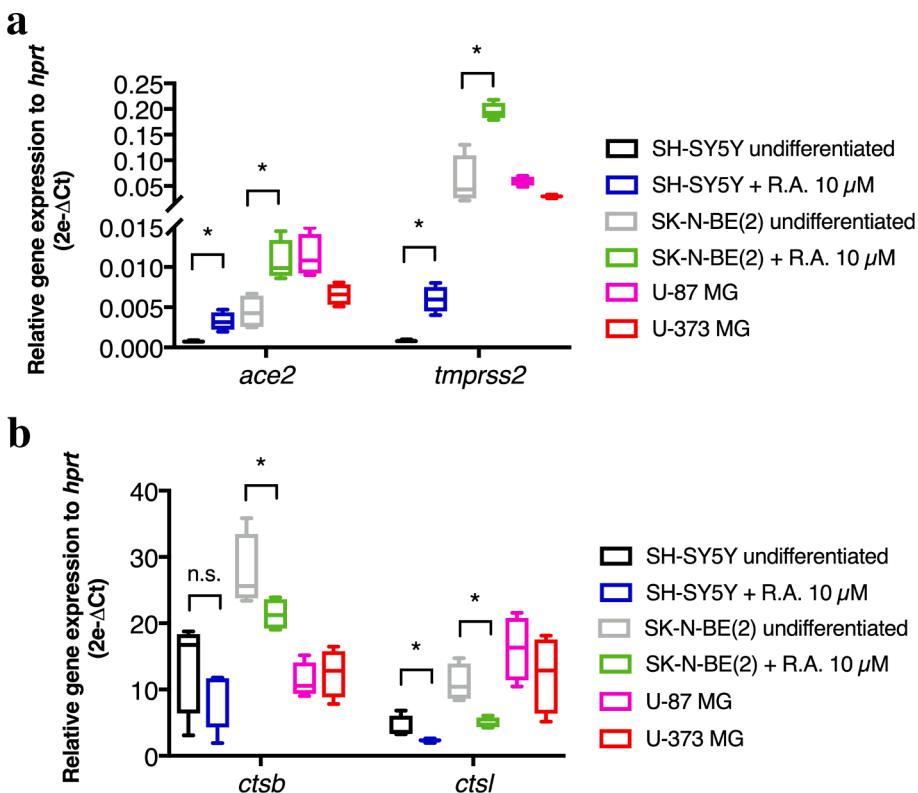 a
Relative gene expression to hprt
(2e-ΔCt)
0.25
0.20
0.15
0.10
0.05
0.015
0.010
0.005
0.000
*
*
*
*
ace2
tmprss2
SH-SY5Y undifferentiated
SH-SY5Y + R.A. 10 µM
SK-N-BE(2) undifferentiated
SK-N-BE(2) + R.A. 10 µM
U-87 MG
U-373 MG
b
Relative gene expression to hprt
(2e-ΔCt)
40
30
20
10
0
n.s.
*
*
*
ctsb
ctsl
SH-SY5Y undifferentiated
SH-SY5Y + R.A. 10 µM
SK-N-BE(2) undifferentiated
SK-N-BE(2) + R.A. 10 µM
U-87 MG
U-373 MG